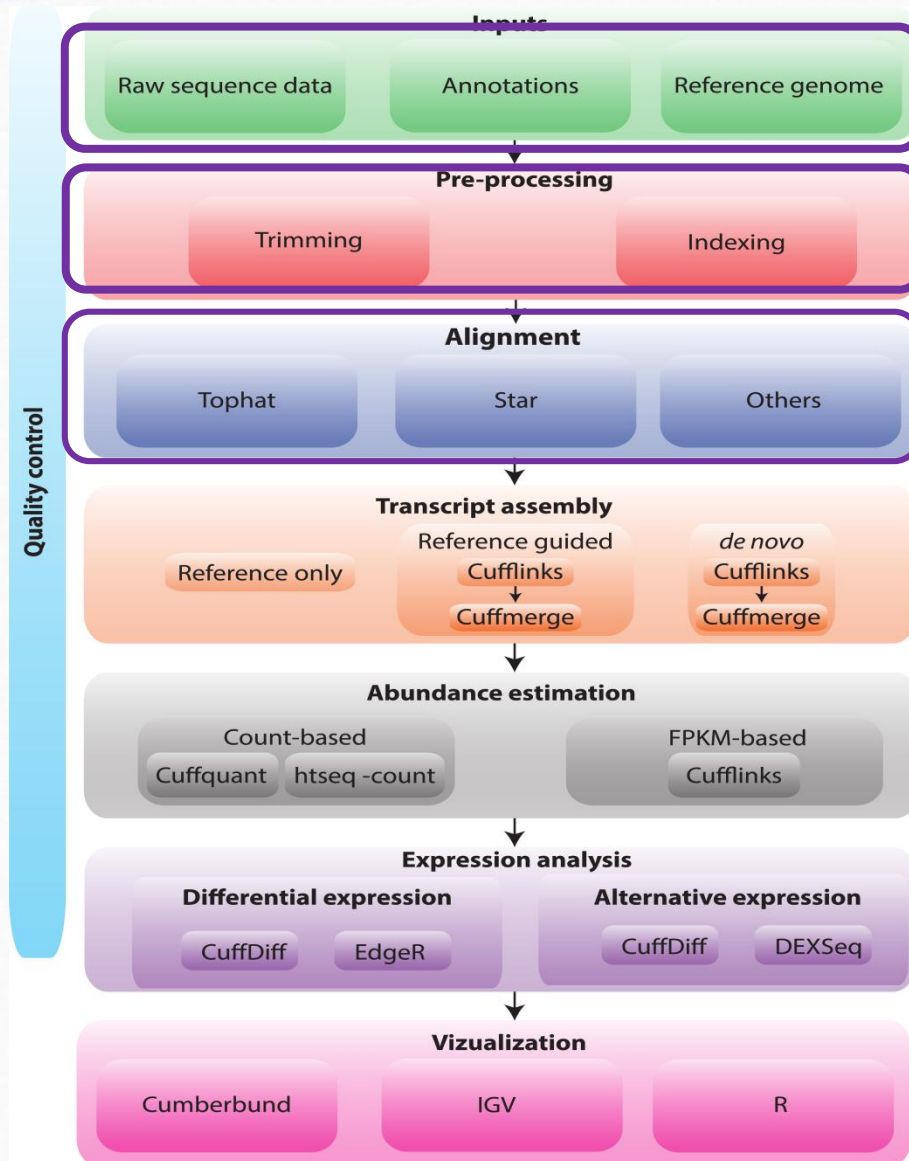 Inputs
Raw sequence data
Annotations
Reference genome
Pre-processing
Trimming
Indexing
Alignment
Tophat
Star
Others
Quality control
Transcript assembly
Reference only
Reference guided
Cufflinks
Cuffmerge
de novo
Cufflinks
Cuffmerge
Abundance estimation
Count-based
Cuffquant
htseq -count
FPKM-based
Cufflinks
Expression analysis
Differential expression
CuffDiff
EdgeR
Alternative expression
CuffDiff
DEXSeq
Vizualization
Cumberbund
IGV
R